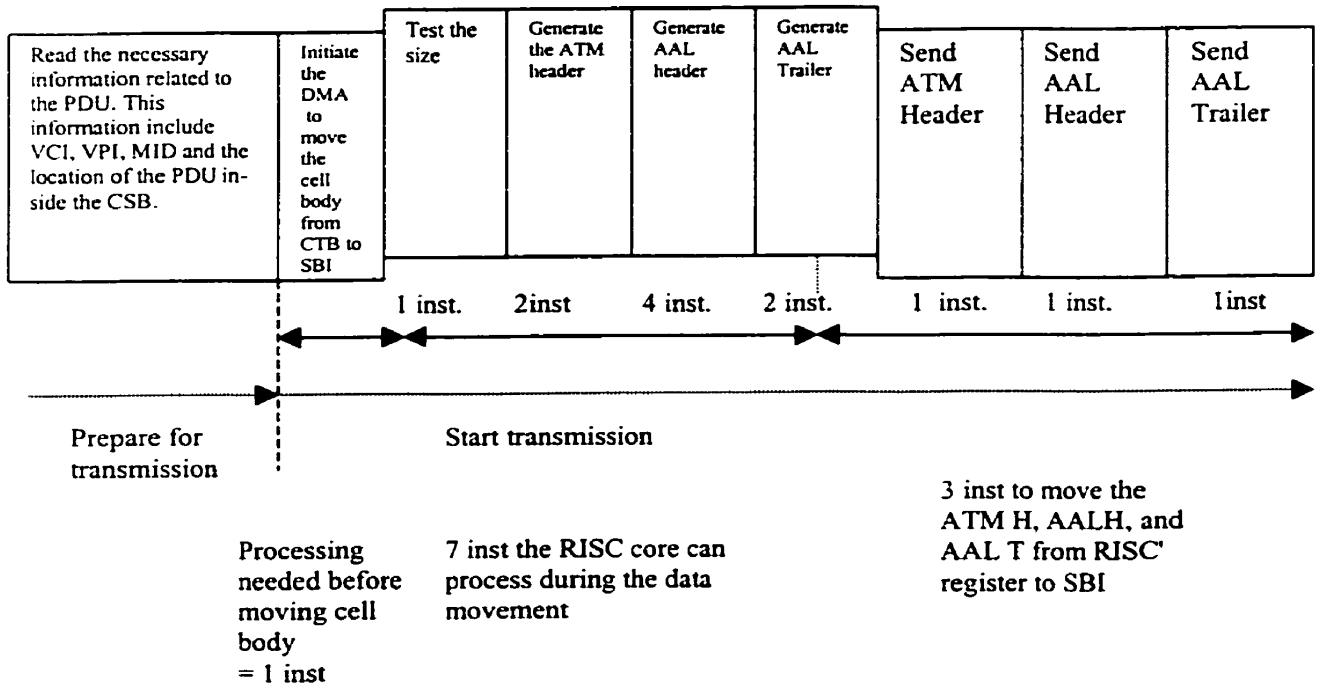 Read the necessary
information related to
the PDU. This
information include
VCI, VPI, MID and the
location of the PDU in-
side the CSB.
Initiate
the
DMA
to
move
the
cell
body
from
CTB to
SBI
Test the
size
Generate
the ATM
header
Generate
AAL
header
Generate
AAL
Trailer
Send
ATM
Header
Send
AAL
Header
Send
AAL
Trailer
1 inst.
2inst
4 inst.
2 inst.
1 inst.
1 inst.
1inst
Prepare for
transmission
Start transmission
Processing
needed before
moving cell
body
= 1 inst
7 inst the RISC core can
process during the data
movement
3 inst to move the
ATM H, AALH, and
AAL T from RISC'
register to SBI